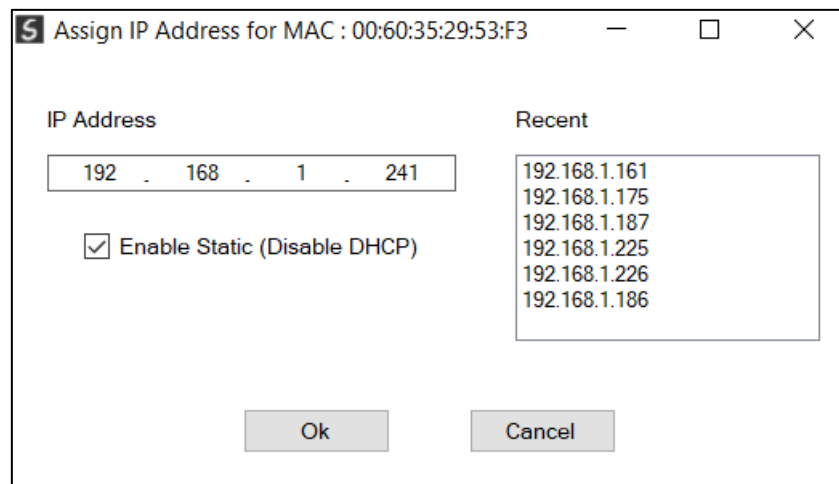 S Assign IP Address for MAC : 00:60:35:29:53:F3
IP Address
192 . 168 . 1 . 241
Enable Static (Disable DHCP)
Recent
192.168.1.161
192.168.1.175
192.168.1.187
192.168.1.225
192.168.1.226
192.168.1.186
Ok
Cancel